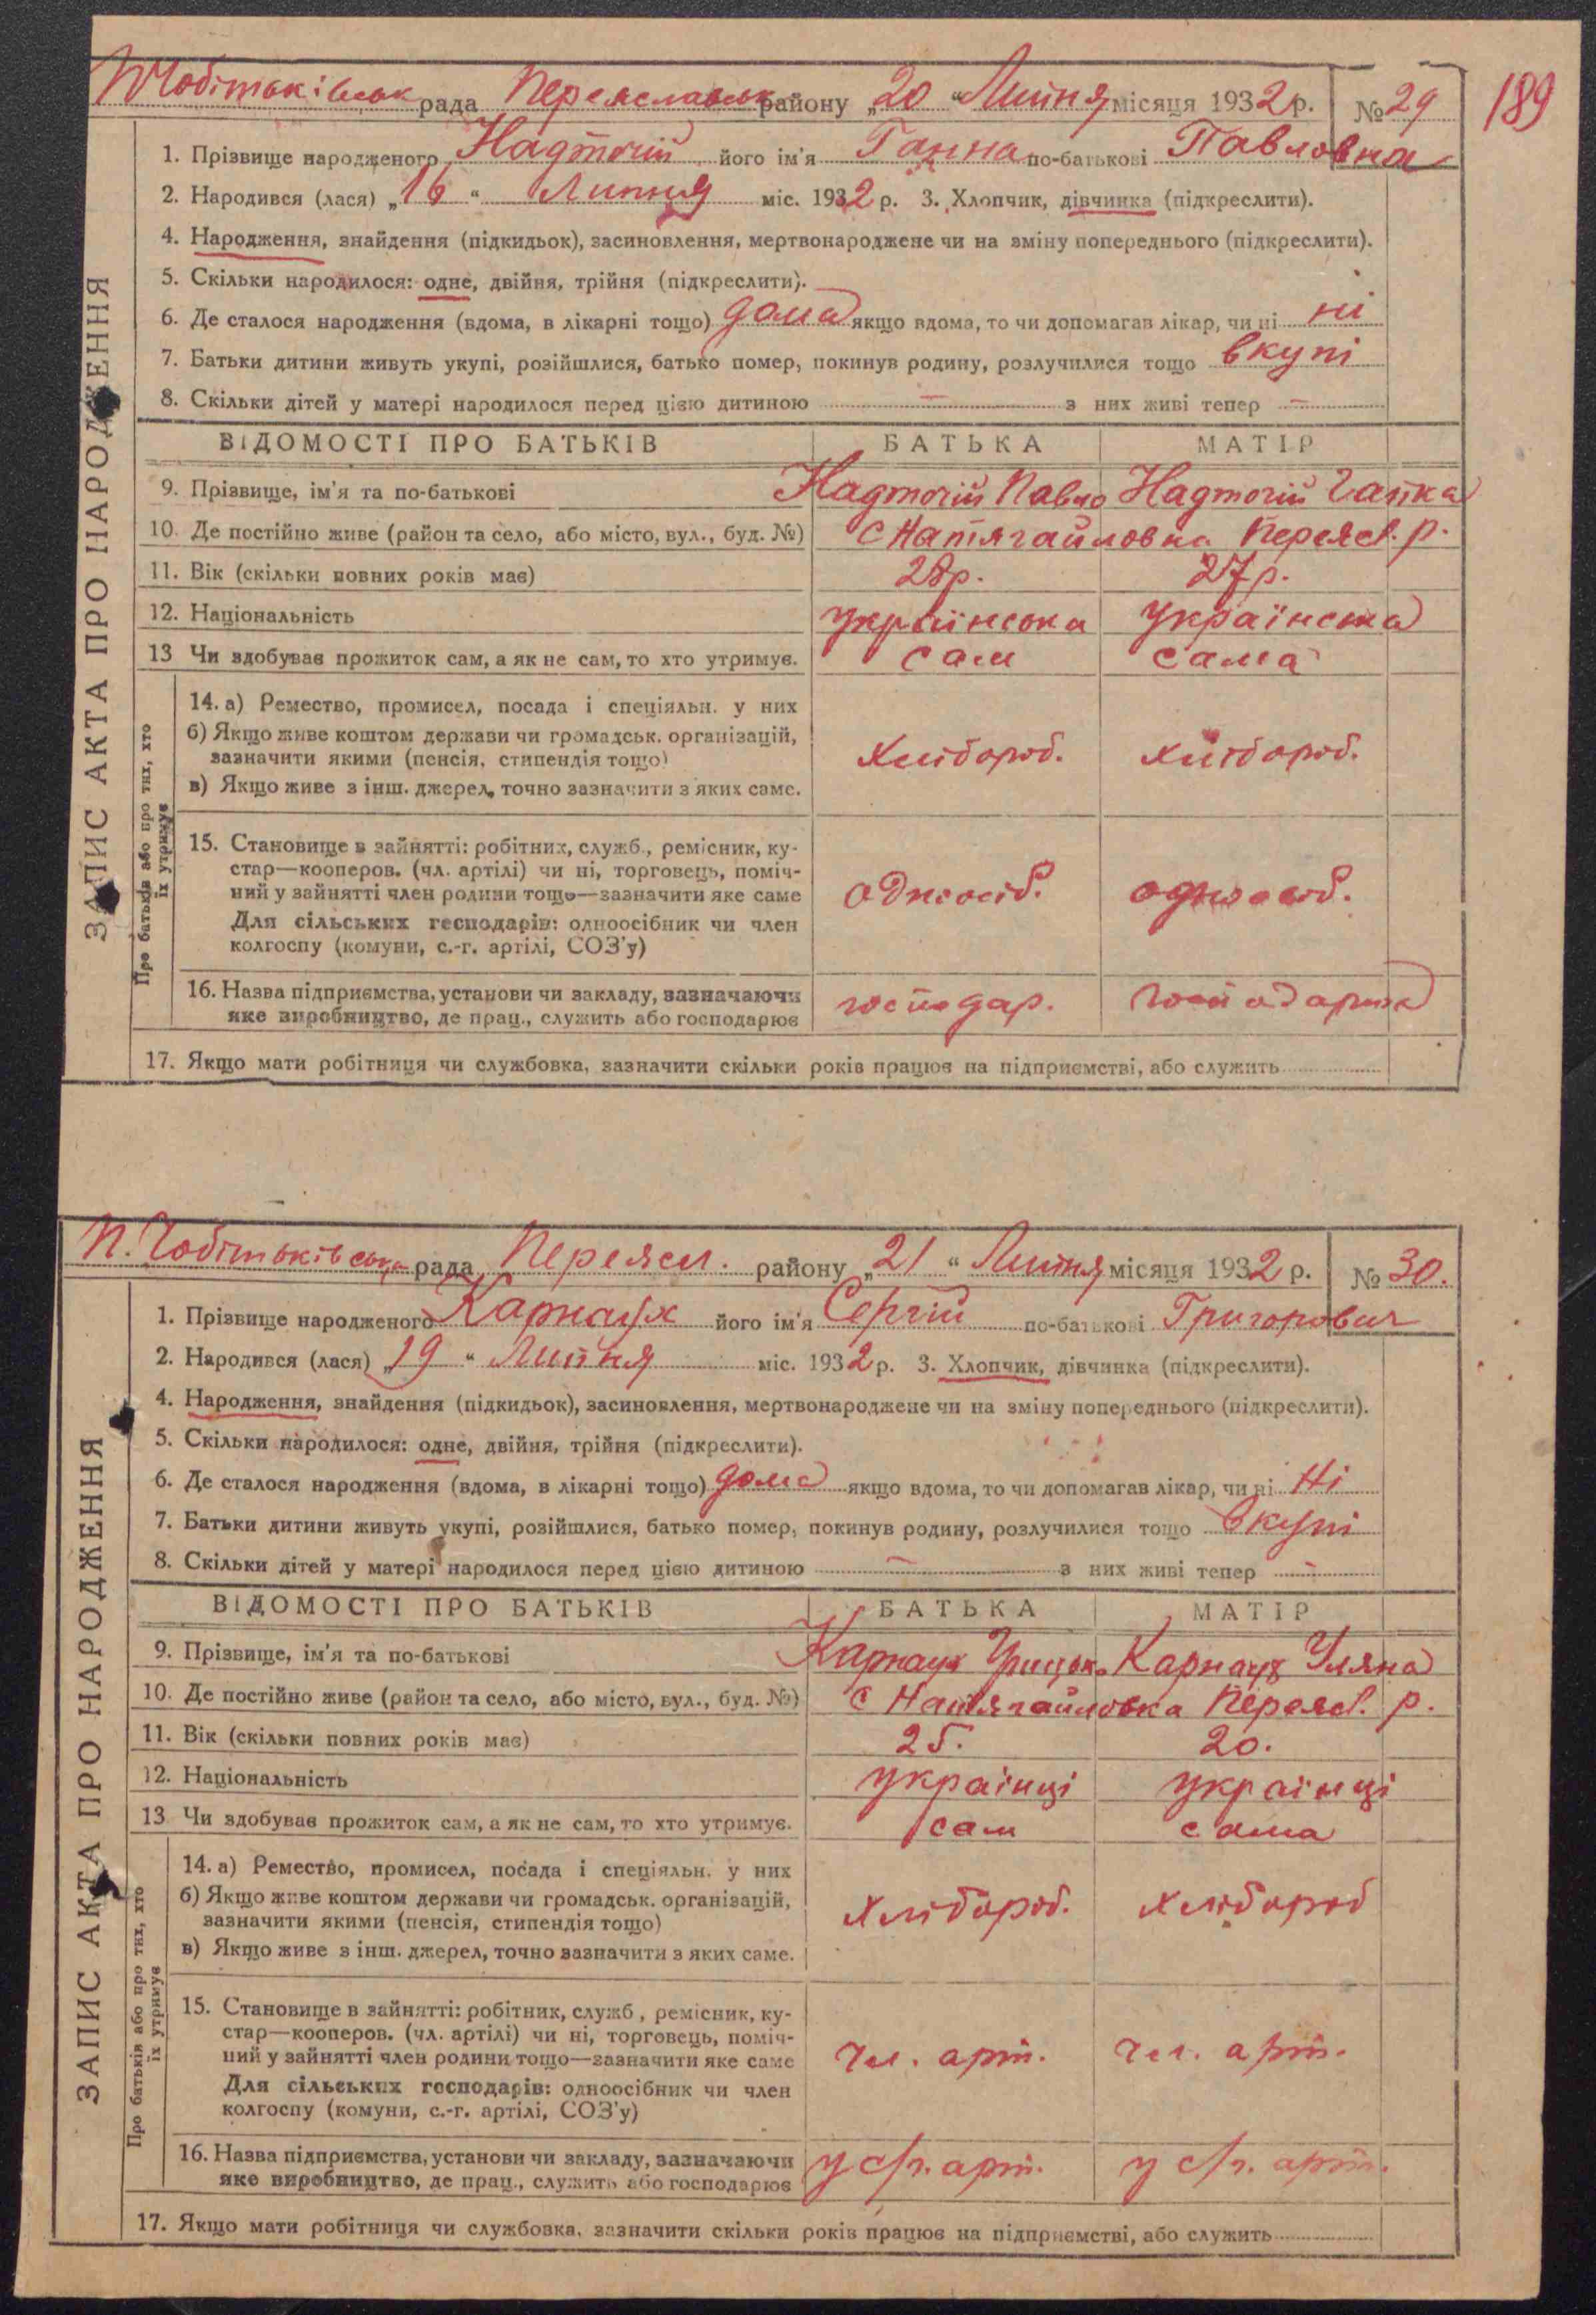 189
П Чобітьківськ рада Переяславськ району „20“ Липня місяця 1932 р. № 29
ЗАПИС АКТА ПРО НАРОДЖЕННЯ
1. Прізвище народженого Надточій його ім'я Ганна по-батькові Павловна
2. Народився (лася) „16“ Липня міс. 1932 р. 3. Хлопчик, дівчинка (підкреслити).
4. Народження, знайдення (підкидьок), засиновлення, мертвонароджене чи на зміну попереднього (підкреслити).
5. Скільки народилося: одне, двійня, трійня (підкреслити).
6. Де сталося народження (вдома, в лікарні тощо) дома якщо вдома, то чи допомагав лікар, чи ні ні
7. Батьки дитини живуть укупі, розійшлися, батько помер, покинув родину, розлучилися тощо вкупі
8. Скільки дітей у матері народилося перед цією дитиною — з них живі тепер —
ВІДОМОСТІ ПРО БАТЬКІВ БАТЬКА МАТІР
9. Прізвище, ім'я та по-батькові Надточій Павло Надточій Гапка
10. Де постійно живе (район та село, або місто, вул., буд. №) с Натягайловка Переясл. р.
11. Вік (скільки повних років має) 28р. 27р.
12. Національність українська українська
13 Чи здобуває прожиток сам, а як не сам, то хто утримує. сам сама
Про батьків або про тих, хто їх утримує
14. а) Ремество, промисел, посада і спеціяльн. у них
б) Якщо живе коштом держави чи громадськ. організацій,
зазначити якими (пенсія, стипендія тощо) хлібороб. хлібороб.
в) Якщо живе з інш. джерел, точно зазначити з яких саме.
15. Становище в зайнятті: робітник, служб., ремісник, ку-
стар—кооперов. (чл. артілі) чи ні, торговець, поміч-
ний у зайнятті член родини тощо—зазначити яке саме одноосіб. одноосіб.
Для сільських господарів: одноосібник чи член
колгоспу (комуни, с.-г. артілі, СОЗ'у)
16. Назва підприємства, установи чи закладу, зазначаючи
яке виробництво, де прац., служить або господарює господар. господарка
17. Якщо мати робітниця чи службовка, зазначити скільки років працює на підприємстві, або служить
П. Чобітьківська рада Переясл. району „21“ Липня місяця 1932 р. № 30.
ЗАПИС АКТА ПРО НАРОДЖЕННЯ
1. Прізвище народженого Карнаух його ім'я Сергій по-батькові Григорович
2. Народився (лася) „19“ Липня міс. 1932 р. 3. Хлопчик, дівчинка (підкреслити).
4. Народження, знайдення (підкидьок), засиновлення, мертвонароджене чи на зміну попереднього (підкреслити).
5. Скільки народилося: одне, двійня, трійня (підкреслити).
6. Де сталося народження (вдома, в лікарні тощо) дома якщо вдома, то чи допомагав лікар, чи ні Ні
7. Батьки дитини живуть укупі, розійшлися, батько помер, покинув родину, розлучилися тощо вкупі
8. Скільки дітей у матері народилося перед цією дитиною — з них живі тепер —
ВІДОМОСТІ ПРО БАТЬКІВ БАТЬКА МАТІР
9. Прізвище, ім'я та по-батькові Карнаух Грицько Карнаух Уляна
10. Де постійно живе (район та село, або місто, вул., буд. №) с Натягайловка Переясл. р.
11. Вік (скільки повних років має) 25. 20.
12. Національність українці українці
13 Чи здобуває прожиток сам, а як не сам, то хто утримує. сам сама
Про батьків або про тих, хто їх утримує
14. а) Ремество, промисел, посада і спеціяльн. у них
б) Якщо живе коштом держави чи громадськ. організацій,
зазначити якими (пенсія, стипендія тощо) хлібороб. хлібороб
в) Якщо живе з інш. джерел, точно зазначити з яких саме.
15. Становище в зайнятті: робітник, служб., ремісник, ку-
стар—кооперов. (чл. артілі) чи ні, торговець, поміч-
ний у зайнятті член родини тощо—зазначити яке саме чл. арт. чл. арт.
Для сільських господарів: одноосібник чи член
колгоспу (комуни, с.-г. артілі, СОЗ'у)
16. Назва підприємства, установи чи закладу, зазначаючи
яке виробництво, де прац., служить або господарює у с/г. арт. у с/г. арт.
17. Якщо мати робітниця чи службовка, зазначити скільки років працює на підприємстві, або служить